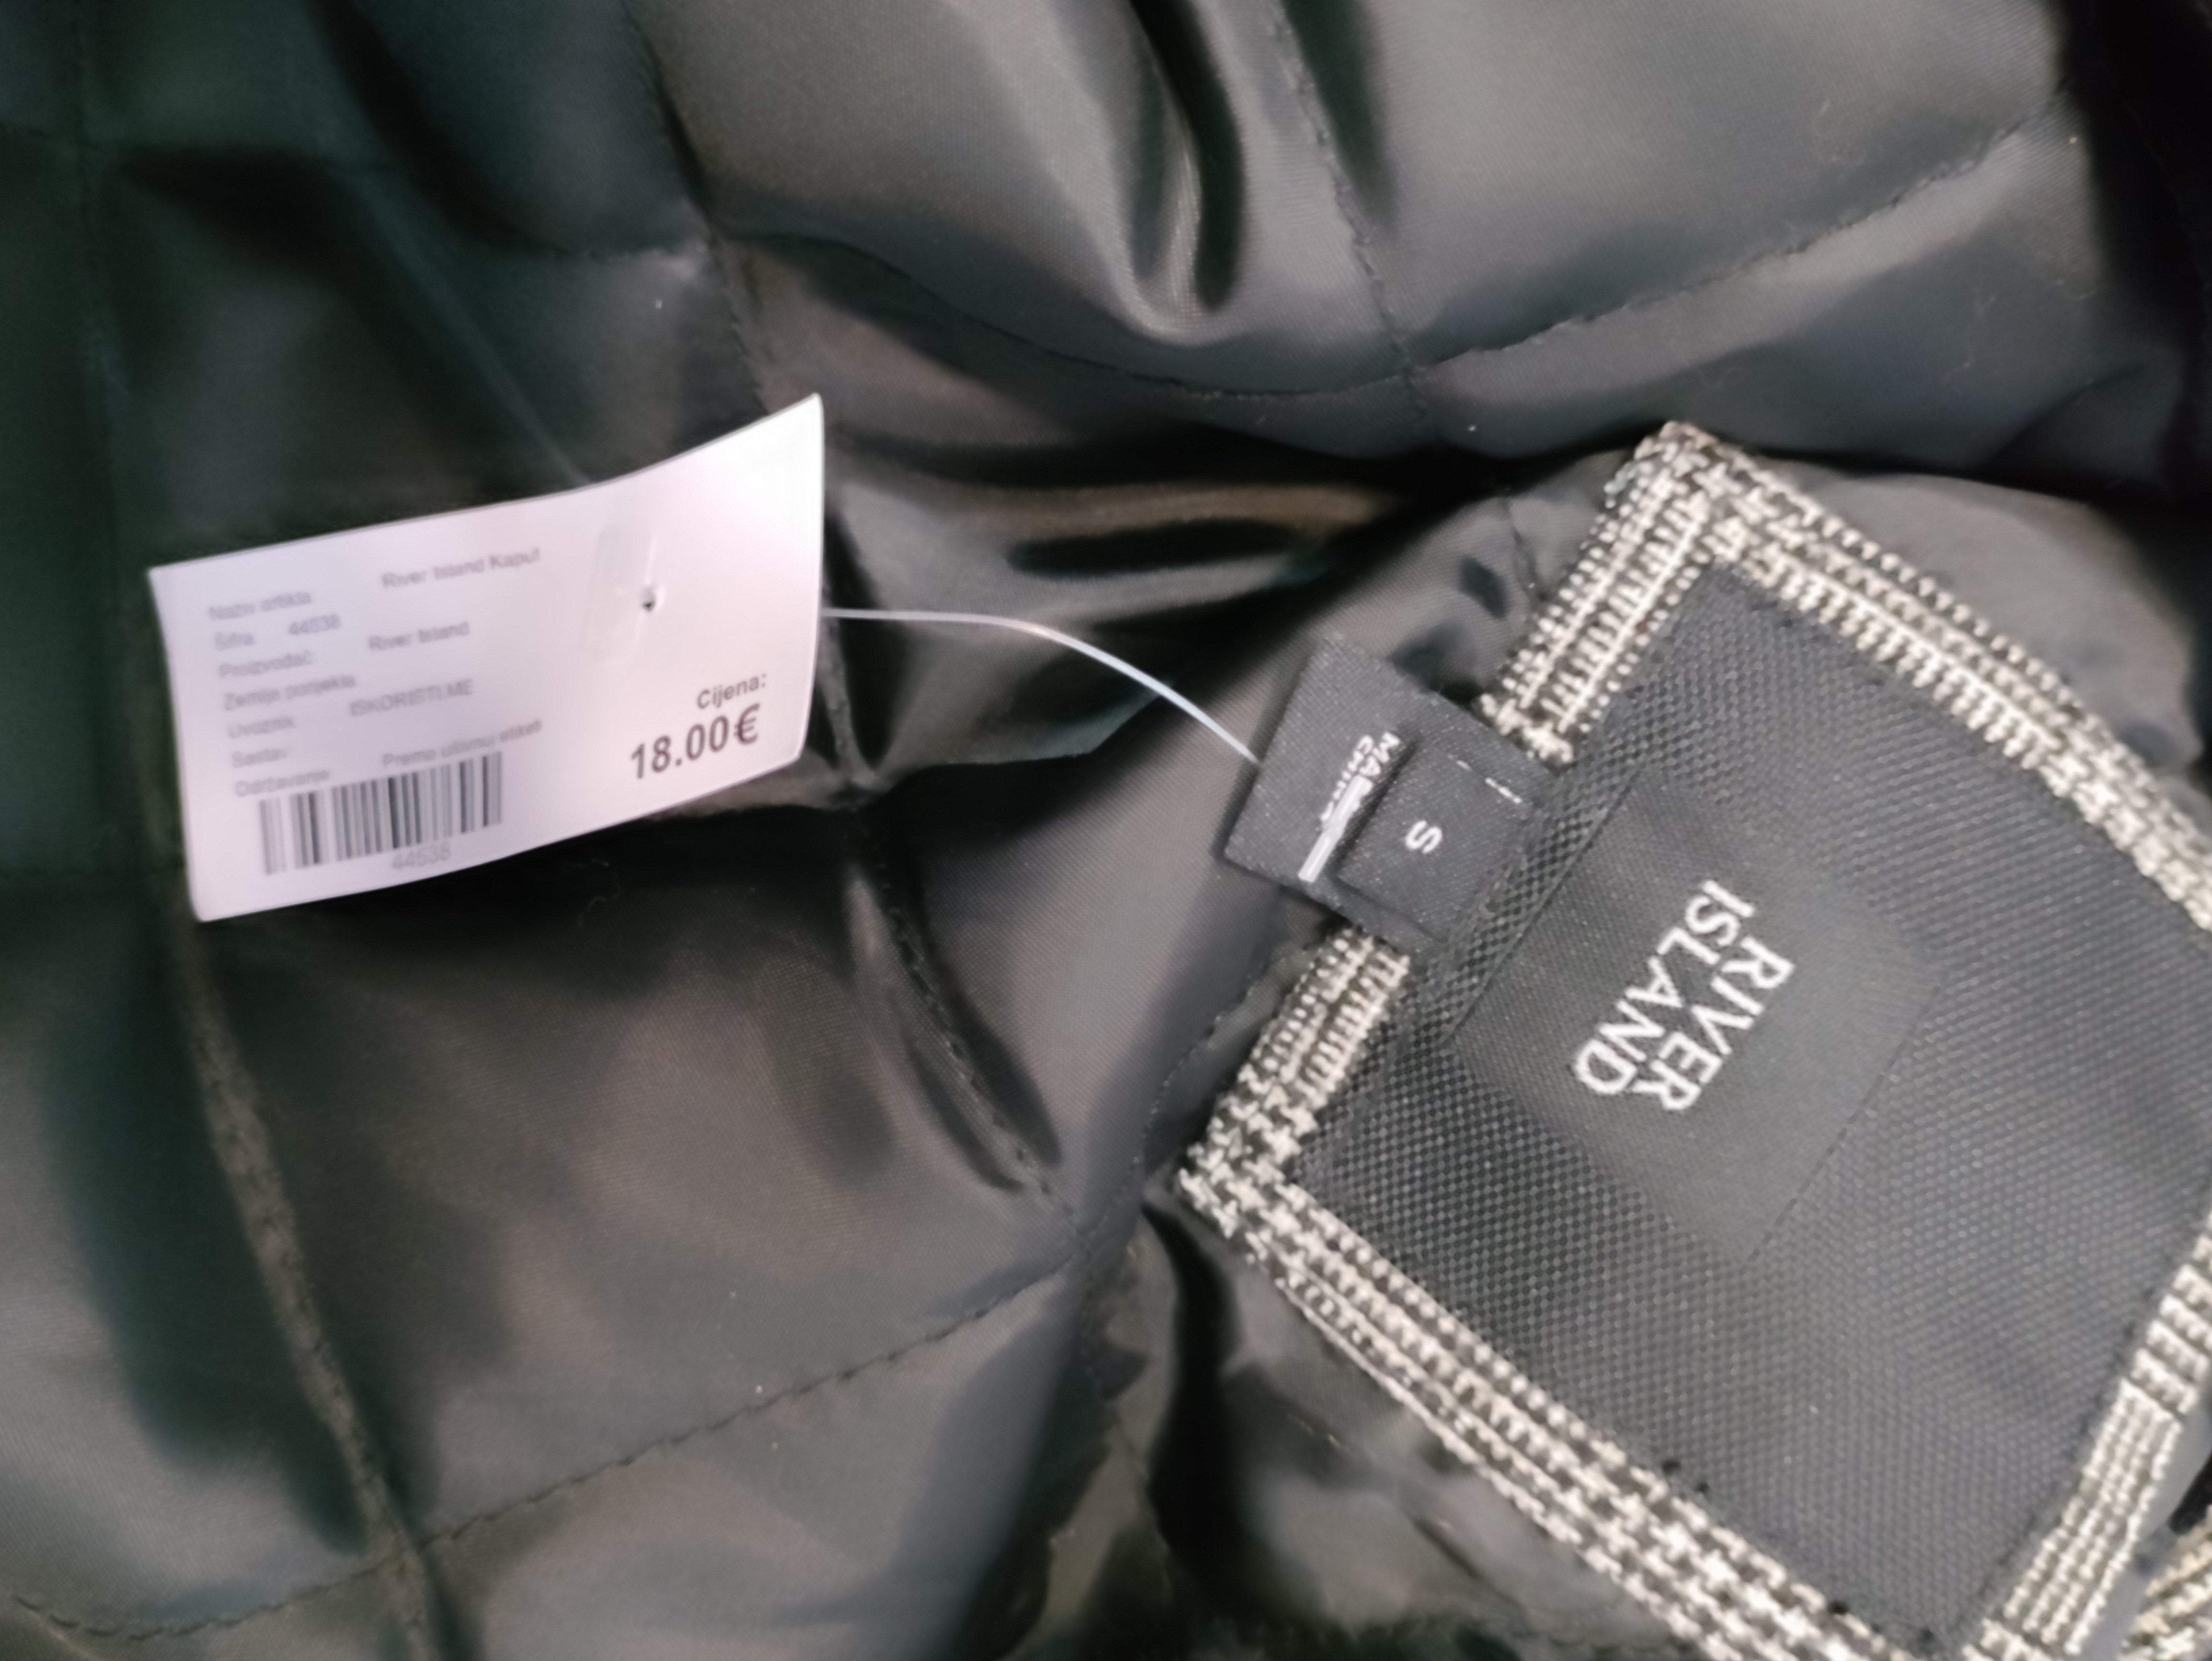 Naziv artikla: River Island Kaput
Šifra 44538
Proizvođač: River Island
Zemlja porijekla:
Uvoznik: ISKORISTI.ME
Sastav:
Održavanje: Prema ušivnoj etiketi
44538
Cijena:
18.00€
S
RIVER
ISLAND